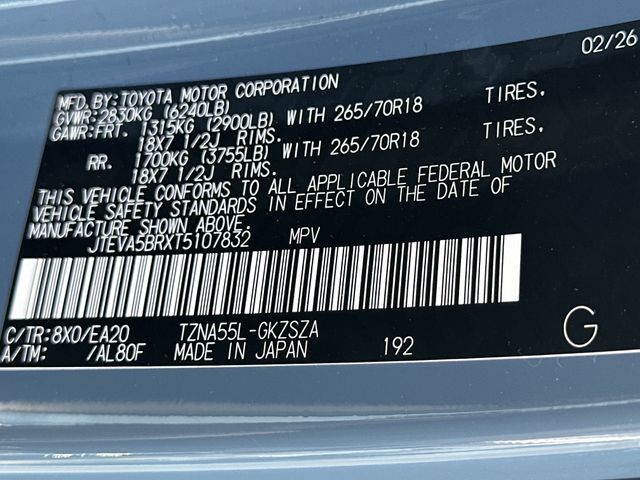 02/26
MFD.BY:TOYOTA MOTOR CORPORATION
GVWR:2830KG (6240LB)
GAWR:FRT. 1315KG (2900LB) WITH 265/70R18 TIRES,
18X7 1/2J RIMS.
RR. 1700KG (3755LB) WITH 265/70R18 TIRES,
18X7 1/2J RIMS.
THIS VEHICLE CONFORMS TO ALL APPLICABLE FEDERAL MOTOR
VEHICLE SAFETY STANDARDS IN EFFECT ON THE DATE OF
MANUFACTURE SHOWN ABOVE.
JTEVA5BRXT5107832 MPV
C/TR:8X0/EA20 TZNA55L-GKZSZA
A/TM: /AL80F MADE IN JAPAN 192 G